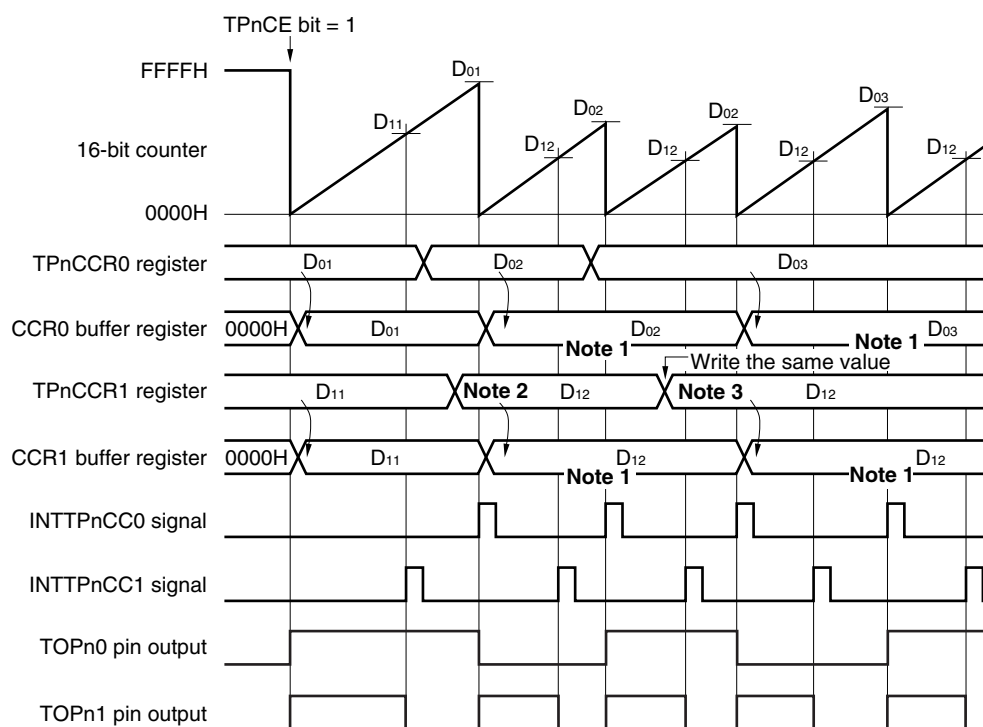 TPnCE bit = 1
FFFFH
D01
D11
D02
D02
D03
16-bit counter
D12
D12
D12
D12
0000H
TPnCCR0 register
D01
D02
D03
CCR0 buffer register
0000H
D01
D02
D03
Note 1
Note 1
Write the same value
TPnCCR1 register
D11
Note 2
D12
Note 3
D12
CCR1 buffer register
0000H
D11
D12
D12
Note 1
Note 1
INTTPnCC0 signal
INTTPnCC1 signal
TOPn0 pin output
TOPn1 pin output